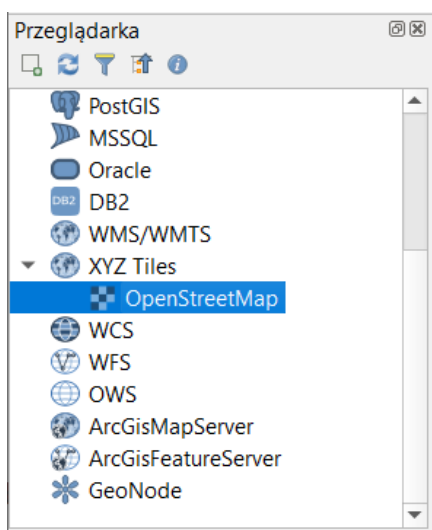 Przeglądarka
PostGIS
MSSQL
Oracle
DB2 DB2
WMS/WMTS
XYZ Tiles
OpenStreetMap
WCS
WFS
OWS
ArcGisMapServer
ArcGisFeatureServer
GeoNode